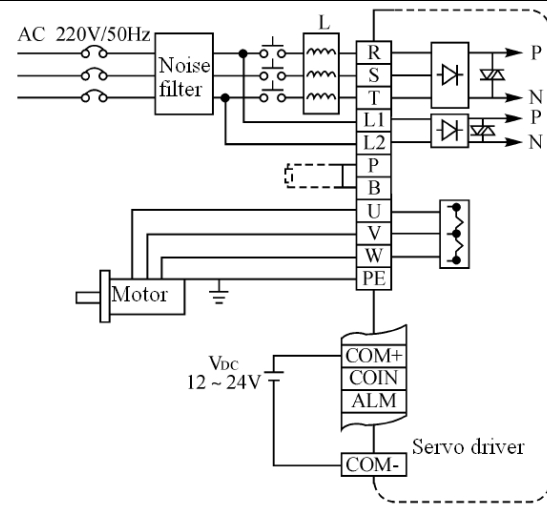 AC 220V/50Hz
L
Noise
filter
R
S
T
L1
L2
P
B
U
V
W
PE
P
N
P
N
Motor
VDC
12 ~ 24V
COM+
COIN
ALM
COM-
Servo driver